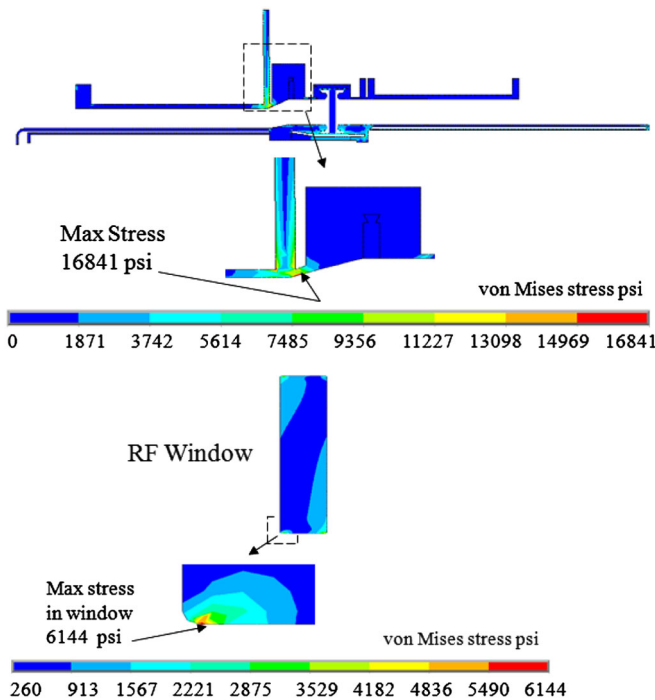 Max Stress
16841 psi
von Mises stress psi
0 1871 3742 5614 7485 9356 11227 13098 14969 16841
RF Window
Max stress
in window
6144 psi
von Mises stress psi
260 913 1567 2221 2875 3529 4182 4836 5490 6144